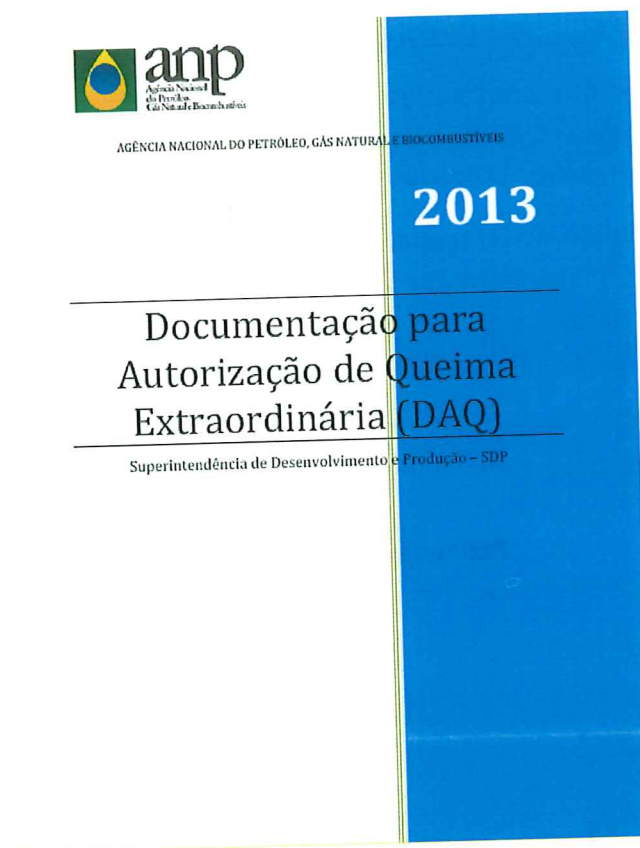 anp
Agência Nacional
do Petróleo,
Gás Natural e Biocombustíveis
AGÊNCIA NACIONAL DO PETRÓLEO, GÁS NATURAL E BIOCOMBUSTÍVEIS
2013
Documentação para
Autorização de Queima
Extraordinária (DAQ)
Superintendência de Desenvolvimento e Produção – SDP